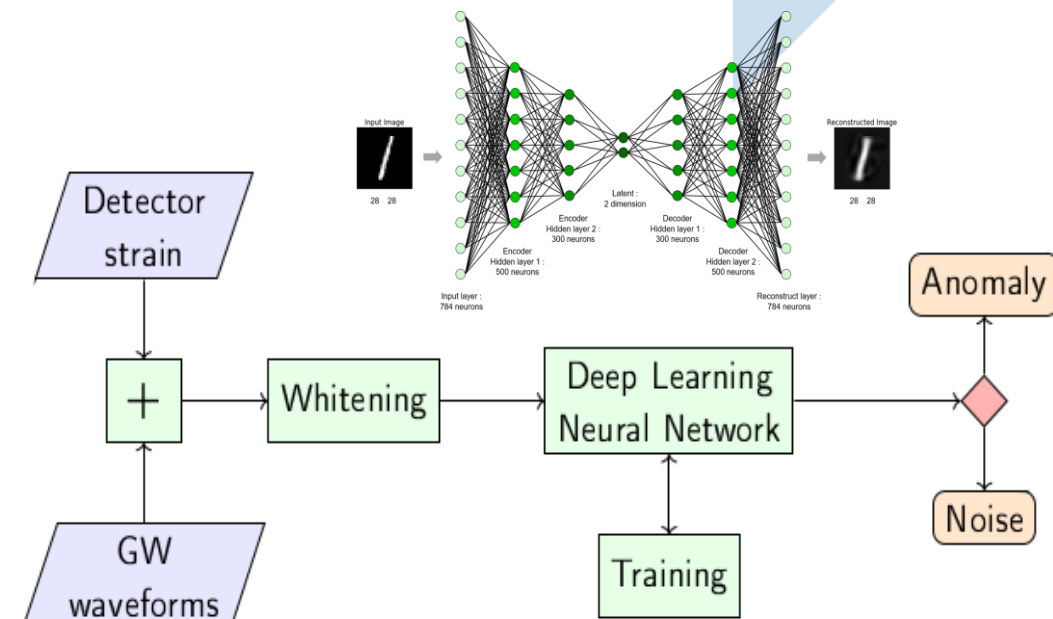 Input Image
28 28
Input layer :
784 neurons
Encoder
Hidden layer 1 :
500 neurons
Encoder
Hidden layer 2 :
300 neurons
Latent :
2 dimension
Decoder
Hidden layer 1 :
300 neurons
Decoder
Hidden layer 2 :
500 neurons
Reconstruct layer :
784 neurons
Reconstructed Image
28 28
Detector
strain
+
Whitening
Deep Learning
Neural Network
Anomaly
Noise
Training
GW
waveforms